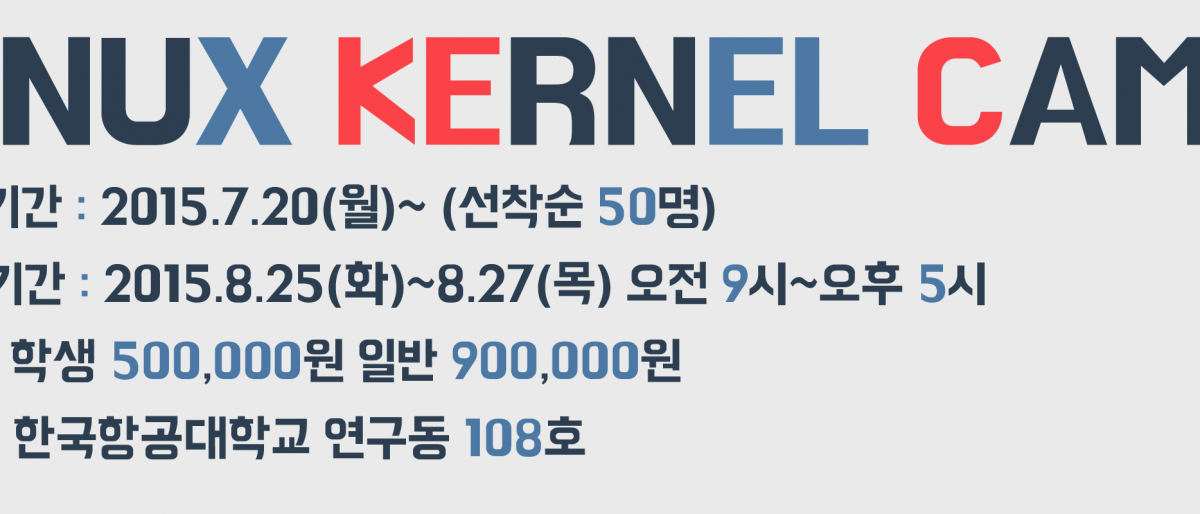 NUX KERNEL CAM
기간 : 2015.7.20(월)~ (선착순 50명)
기간 : 2015.8.25(화)~8.27(목) 오전 9시~오후 5시
학생 500,000원 일반 900,000원
한국항공대학교 연구동 108호